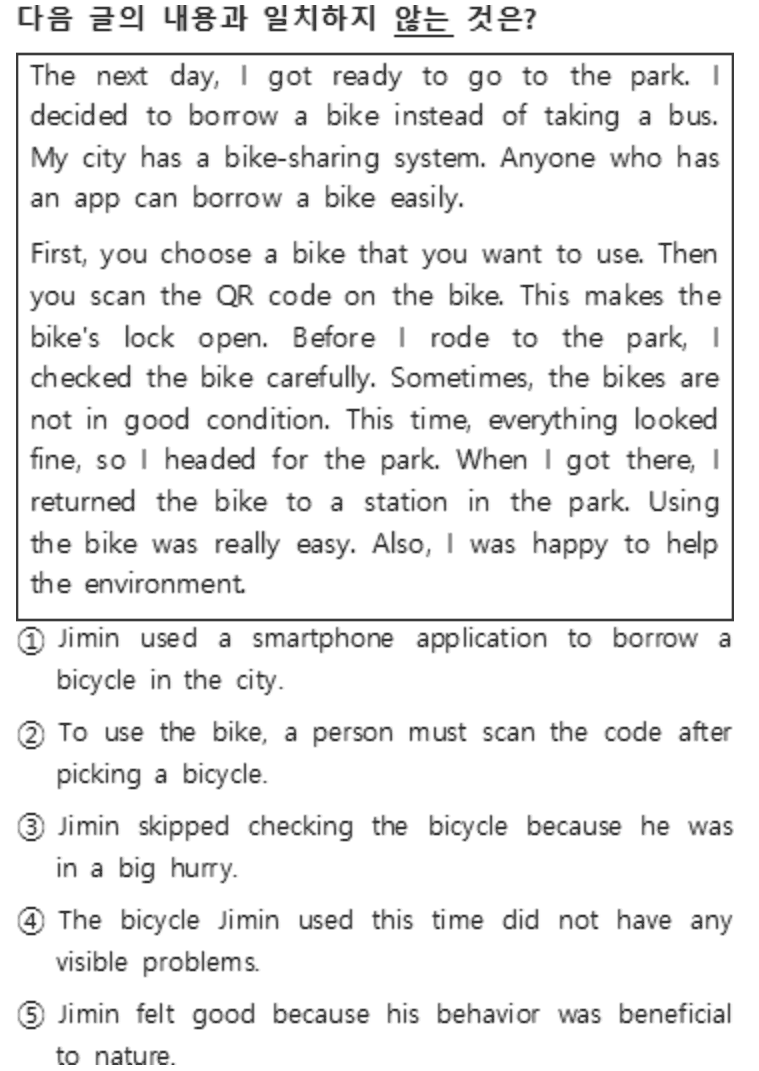 다음 글의 내용과 일치하지 않는 것은?
The next day, I got ready to go to the park. I
decided to borrow a bike instead of taking a bus.
My city has a bike-sharing system. Anyone who has
an app can borrow a bike easily.
First, you choose a bike that you want to use. Then
you scan the QR code on the bike. This makes the
bike's lock open. Before I rode to the park, I
checked the bike carefully. Sometimes, the bikes are
not in good condition. This time, everything looked
fine, so I headed for the park. When I got there, I
returned the bike to a station in the park. Using
the bike was really easy. Also, I was happy to help
the environment.
① Jimin used a smartphone application to borrow a
bicycle in the city.
② To use the bike, a person must scan the code after
picking a bicycle.
③ Jimin skipped checking the bicycle because he was
in a big hurry.
④ The bicycle Jimin used this time did not have any
visible problems.
⑤ Jimin felt good because his behavior was beneficial
to nature.